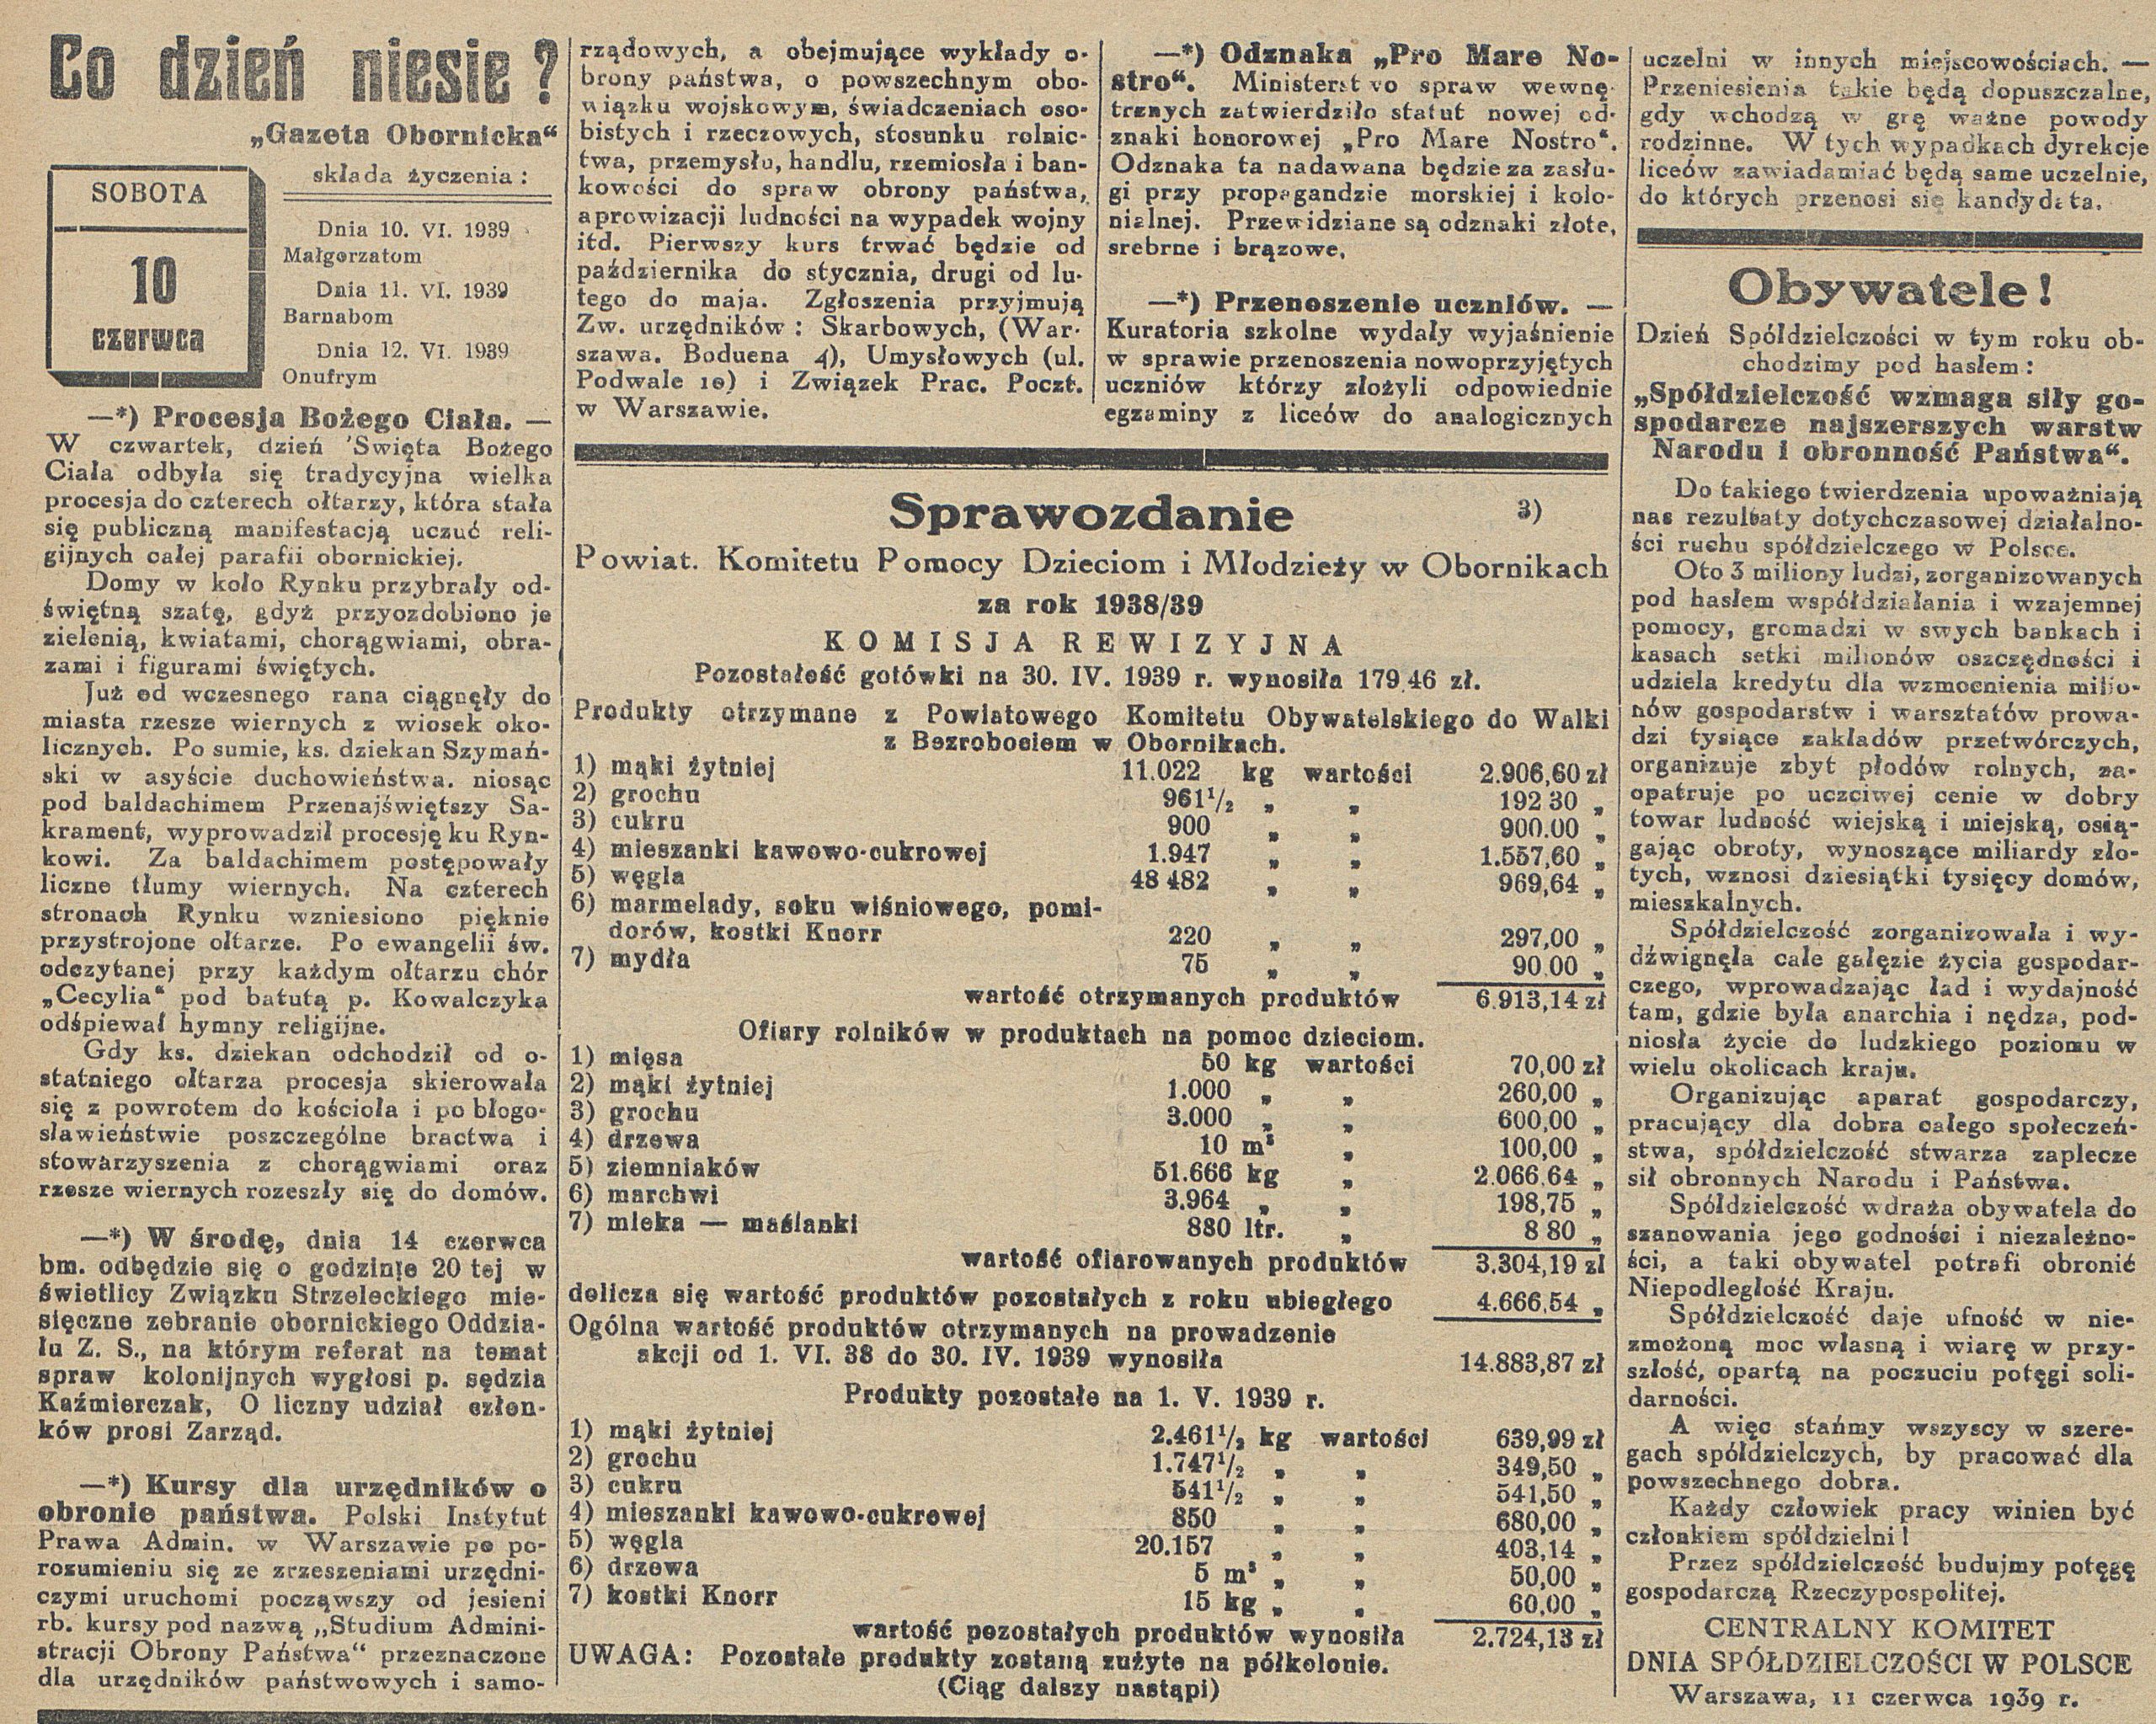 Co dzień niesie?
„Gazeta Obornicka“
składa życzenia:
SOBOTA
10
czerwca
Dnia 10. VI. 1939
Małgorzatom
Dnia 11. VI. 1939
Barnabom
Dnia 12. VI. 1939
Onufrym
—*) Procesja Bożego Ciała. —
W czwartek, dzień 'Swięta Bożego
Ciała odbyła się tradycyjna wielka
procesja do czterech ołtarzy, która stała
się publiczną manifestacją uczuć reli-
gijnych całej parafii obornickiej.
Domy w koło Rynku przybrały od-
świętną szatę, gdyż przyozdobiono je
zielenią, kwiatami, chorągwiami, obra-
zami i figurami świętych.
Już od wczesnego rana ciągnęły do
miasta rzesze wiernych z wiosek oko-
licznych. Po sumie, ks. dziekan Szymań-
ski w asyście duchowieństwa. niosąc
pod baldachimem Przenajświętszy Sa-
krament, wyprowadził procesję ku Ryn-
kowi. Za baldachimem postępowały
liczne tłumy wiernych. Na czterech
stronach Rynku wzniesiono pięknie
przystrojone ołtarze. Po ewangelii św.
odczytanej przy każdym ołtarzu chór
„Cecylia“ pod batutą p. Kowalczyka
odśpiewał hymny religijne.
Gdy ks. dziekan odchodził od o-
statniego ołtarza procesja skierowała
się z powrotem do kościoła i po błogo-
sławieństwie poszczególne bractwa i
stowarzyszenia z chorągwiami oraz
rzesze wiernych rozeszły się do domów.
—*) W środę, dnia 14 czerwca
bm. odbędzie się o godzinie 20 tej w
świetlicy Związku Strzeleckiego mie-
sięczne zebranie obornickiego Oddzia-
łu Z. S., na którym referat na temat
spraw kolonijnych wygłosi p. sędzia
Kaźmierczak, O liczny udział człon-
ków prosi Zarząd.
—*) Kursy dla urzędników o
obronie państwa. Polski Instytut
Prawa Admin. w Warszawie po po-
rozumieniu się ze zrzeszeniami urzędni-
czymi uruchomi począwszy od jesieni
rb. kursy pod nazwą „Studium Admini-
stracji Obrony Państwa“ przeznaczone
dla urzędników państwowych i samo-
rządowych, a obejmujące wykłady o-
brony państwa, o powszechnym obo-
wiązku wojskowym, świadczeniach oso-
bistych i rzeczowych, stosunku rolnic-
twa, przemysłu, handlu, rzemiosła i ban-
kowości do spraw obrony państwa,
aprowizacji ludności na wypadek wojny
itd. Pierwszy kurs trwać będzie od
października do stycznia, drugi od lu-
tego do maja. Zgłoszenia przyjmują
Zw. urzędników: Skarbowych, (War-
szawa. Boduena 4), Umysłowych (ul.
Podwale 10) i Związek Prac. Poczt.
w Warszawie.
—*) Odznaka „Pro Mare No-
stro“. Ministerstwo spraw wewnę-
trznych zatwierdziło statut nowej od-
znaki honorowej „Pro Mare Nostro“.
Odznaka ta nadawana będzie za zasłu-
gi przy propagandzie morskiej i kolo-
nialnej. Przewidziane są odznaki złote,
srebrne i brązowe.
—*) Przenoszenie uczniów. —
Kuratoria szkolne wydały wyjaśnienie
w sprawie przenoszenia nowoprzyjętych
uczniów którzy złożyli odpowiednie
egzaminy z liceów do analogicznych
uczelni w innych miejscowościach. —
Przeniesienia takie będą dopuszczalne,
gdy wchodzą w grę ważne powody
rodzinne. W tych wypadkach dyrekcje
liceów zawiadamiać będą same uczelnie,
do których przenosi się kandydata.
Sprawozdanie 3)
Powiat. Komitetu Pomocy Dzieciom i Młodzieży w Obornikach
za rok 1938/39
KOMISJA REWIZYJNA
Pozostałość gotówki na 30. IV. 1939 r. wynosiła 179.46 zł.
Produkty otrzymane z Powiatowego Komitetu Obywatelskiego do Walki
z Bezrobociem w Obornikach.
1) mąki żytniej 11.022 kg wartości 2.906,60 zł
2) grochu 961½ „ „ 192 30 „
3) cukru 900 „ „ 900.00 „
4) mieszanki kawowo-cukrowej 1.947 „ „ 1.557,60 „
5) węgla 48 482 „ „ 969,64 „
6) marmelady, soku wiśniowego, pomi-
dorów, kostki Knorr 220 „ „ 297,00 „
7) mydła 75 „ „ 90.00 „
wartość otrzymanych produktów 6.913,14 zł
Ofiary rolników w produktach na pomoc dzieciom.
1) mięsa 50 kg wartości 70,00 zł
2) mąki żytniej 1.000 „ „ 260,00 „
3) grochu 3.000 „ „ 600,00 „
4) drzewa 10 m³ „ 100,00 „
5) ziemniaków 51.666 kg „ 2.066.64 „
6) marchwi 3.964 „ „ 198,75 „
7) mleka — maślanki 880 ltr. „ 8 80 „
wartość ofiarowanych produktów 3.304,19 zł
dolicza się wartość produktów pozostałych z roku ubiegłego 4.666,54 „
Ogólna wartość produktów otrzymanych na prowadzenie
akcji od 1. VI. 38 do 30. IV. 1939 wynosiła 14.883,87 zł
Produkty pozostałe na 1. V. 1939 r.
1) mąki żytniej 2.461½ kg wartości 639,99 zł
2) grochu 1.747½ „ „ 349,50 „
3) cukru 541½ „ „ 541,50 „
4) mieszanki kawowo-cukrowej 850 „ „ 680,00 „
5) węgla 20.157 „ „ 403,14 „
6) drzewa 5 m³ „ „ 50,00 „
7) kostki Knorr 15 kg „ „ 60,00 „
wartość pozostałych produktów wynosiła 2.724,13 zł
UWAGA: Pozostałe produkty zostaną zużyte na półkolonie.
(Ciąg dalszy nastąpi)
Obywatele!
Dzień Spółdzielczości w tym roku ob-
chodzimy pod hasłem:
„Spółdzielczość wzmaga siły go-
spodarcze najszerszych warstw
Narodu i obronność Państwa“.
Do takiego twierdzenia upoważniają
nas rezultaty dotychczasowej działalno-
ści ruchu spółdzielczego w Polsce.
Oto 3 miliony ludzi, zorganizowanych
pod hasłem współdziałania i wzajemnej
pomocy, gromadzi w swych bankach i
kasach setki milionów oszczędności i
udziela kredytu dla wzmocnienia milio-
nów gospodarstw i warsztatów prowa-
dzi tysiące zakładów przetwórczych,
organizuje zbyt płodów rolnych, za-
opatruje po uczciwej cenie w dobry
towar ludność wiejską i miejską, osią-
gając obroty, wynoszące miliardy zło-
tych, wznosi dziesiątki tysięcy domów,
mieszkalnych.
Spółdzielczość zorganizowała i wy-
dźwignęła całe gałęzie życia gospodar-
czego, wprowadzając ład i wydajność
tam, gdzie była anarchia i nędza, pod-
niosła życie do ludzkiego poziomu w
wielu okolicach kraju.
Organizując aparat gospodarczy,
pracujący dla dobra całego społeczeń-
stwa, spółdzielczość stwarza zaplecze
sił obronnych Narodu i Państwa.
Spółdzielczość wdraża obywatela do
szanowania jego godności i niezależno-
ści, a taki obywatel potrafi obronić
Niepodległość Kraju.
Spółdzielczość daje ufność w nie-
zmożoną moc własną i wiarę w przy-
szłość, opartą na poczuciu potęgi soli-
darności.
A więc stańmy wszyscy w szere-
gach spółdzielczych, by pracować dla
powszechnego dobra.
Każdy człowiek pracy winien być
członkiem spółdzielni!
Przez spółdzielczość budujmy potęgę
gospodarczą Rzeczypospolitej.
CENTRALNY KOMITET
DNIA SPÓŁDZIELCZOŚCI W POLSCE
Warszawa, 11 czerwca 1939 r.